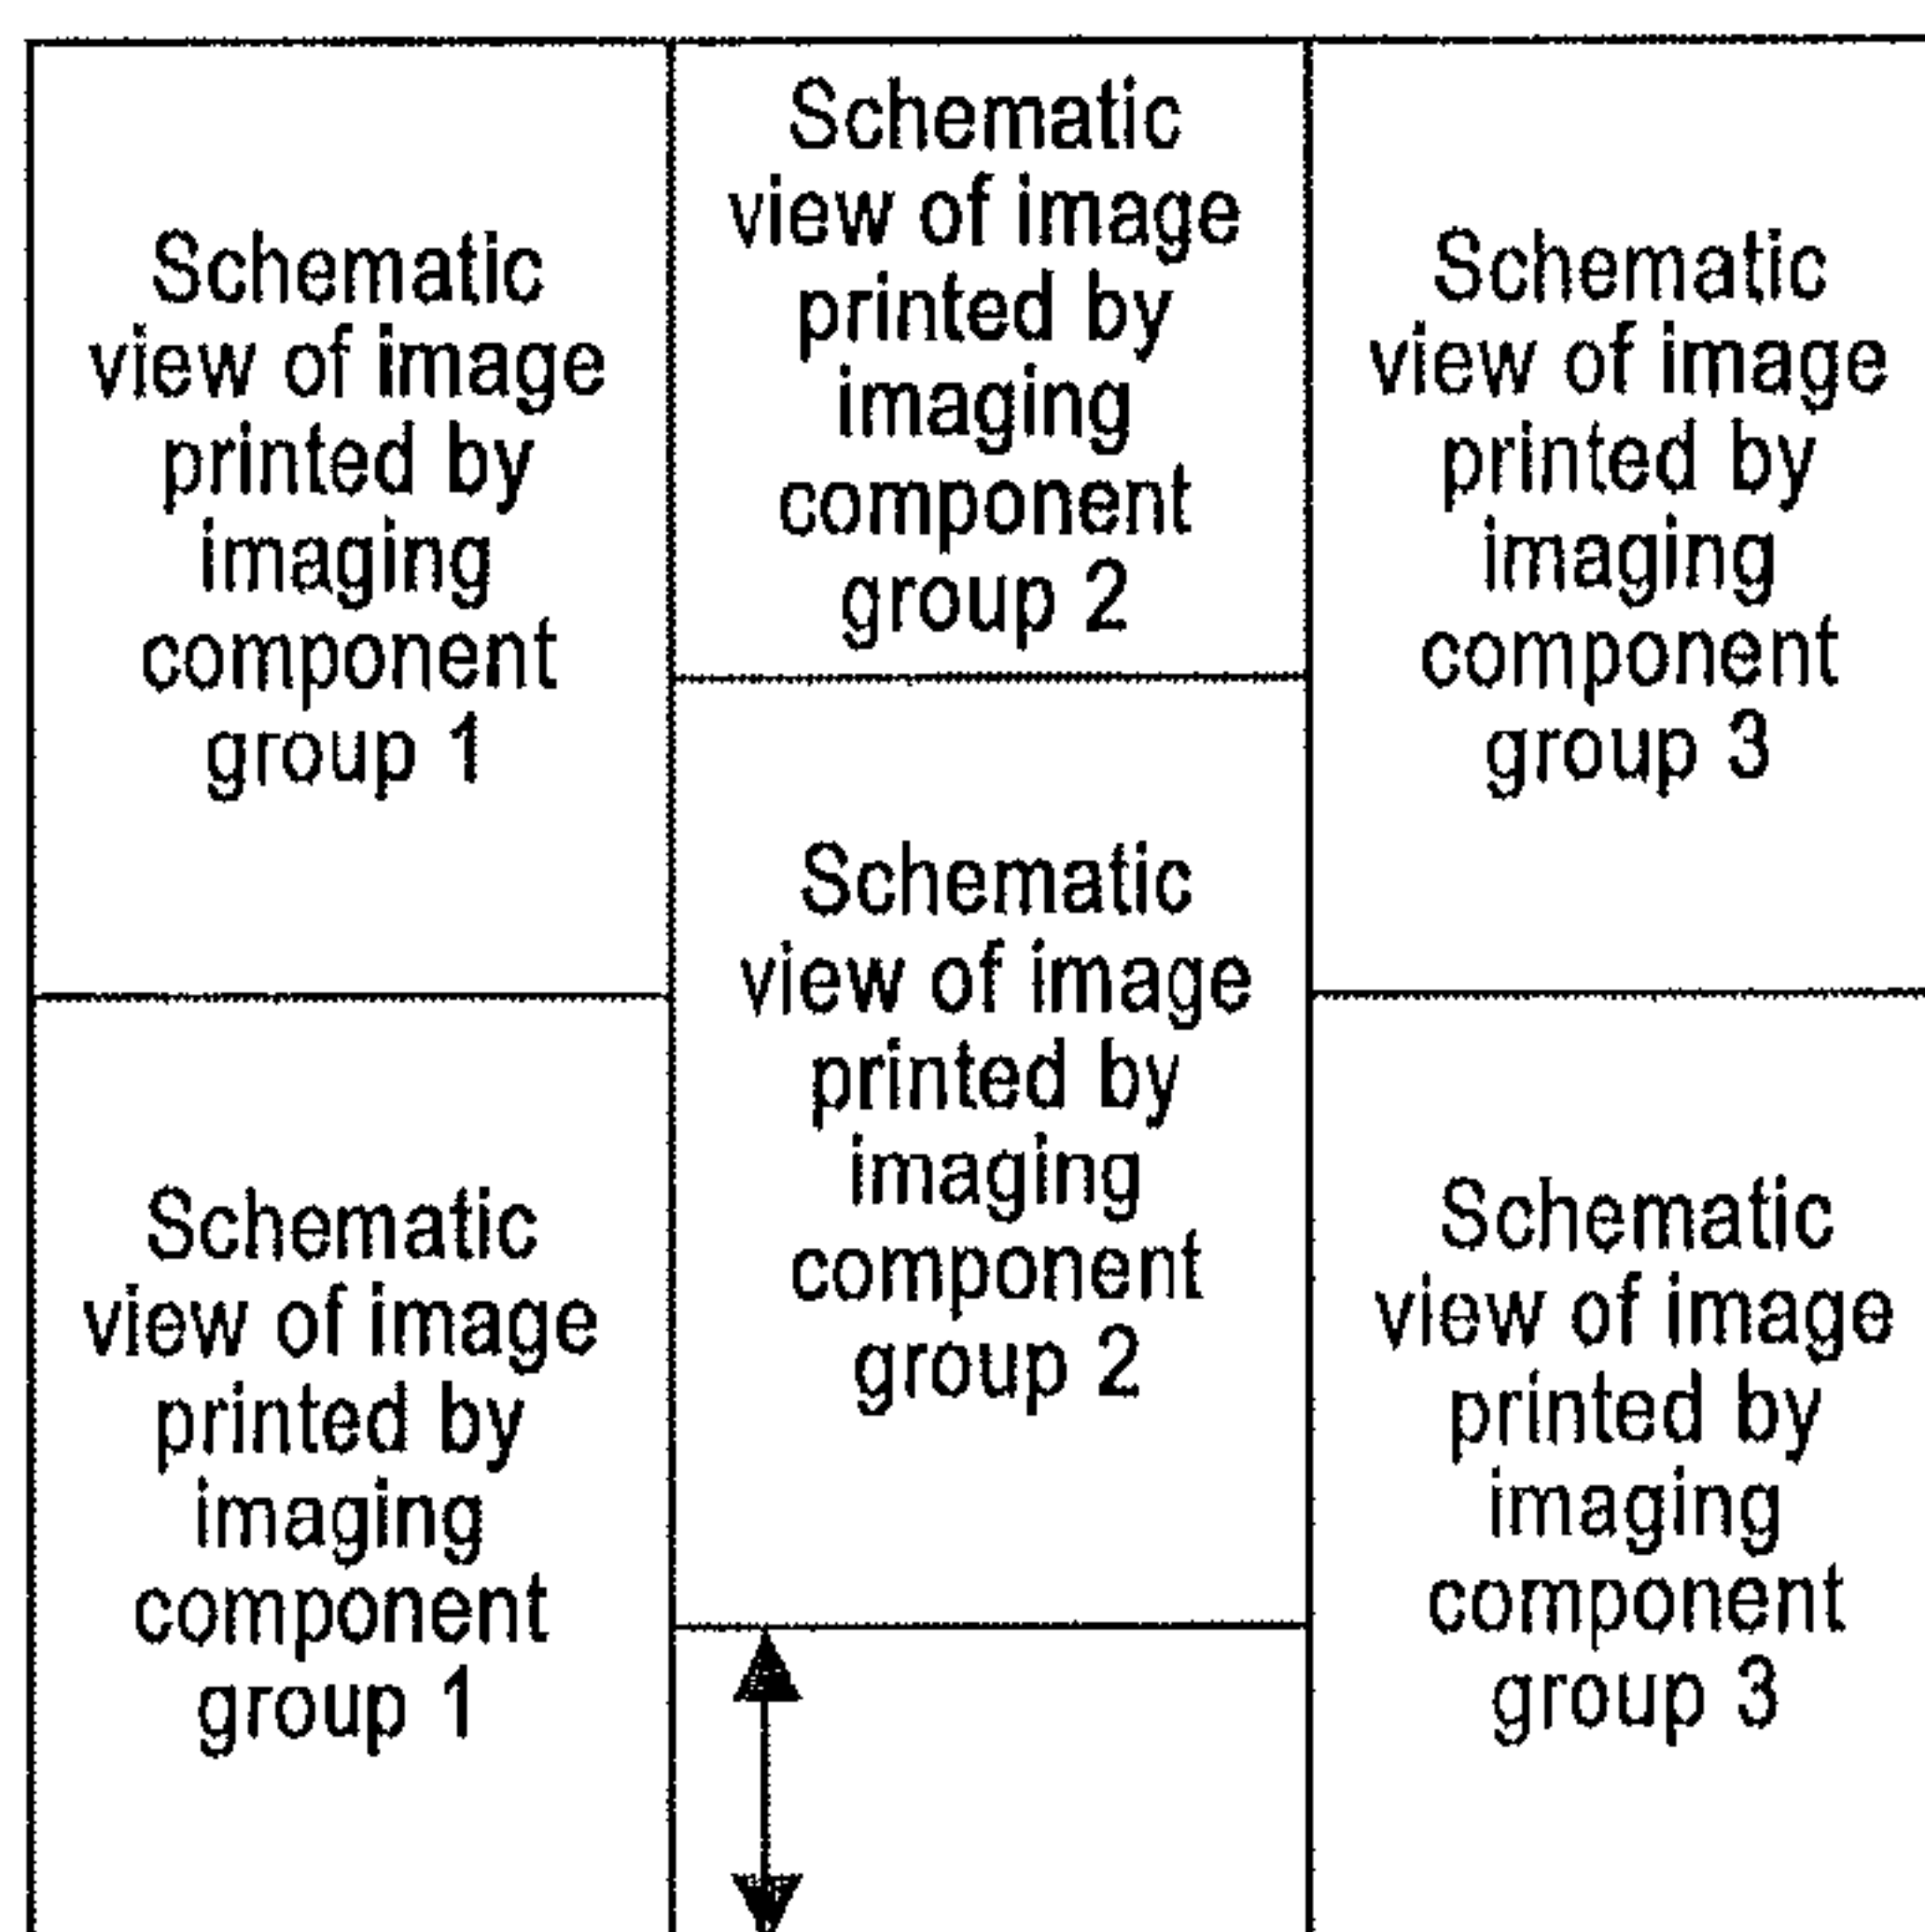 Schematic
view of image
printed by
imaging
component
group 1
Schematic
view of image
printed by
imaging
component
group 2
Schematic
view of image
printed by
imaging
component
group 3
Schematic
view of image
printed by
imaging
component
group 1
Schematic
view of image
printed by
imaging
component
group 2
Schematic
view of image
printed by
imaging
component
group 3